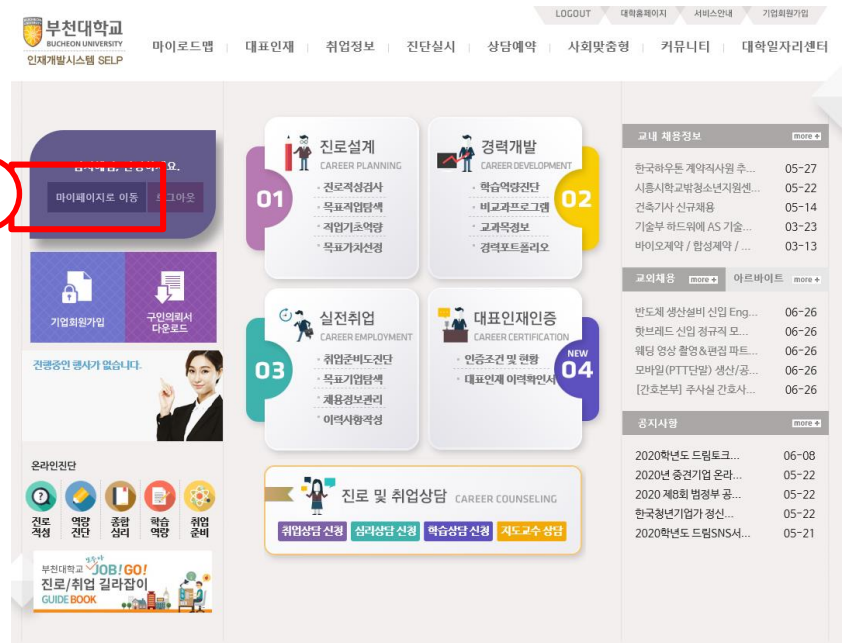 LOGOUT 대학홈페이지 서비스안내 기업회원가입
부천대학교
BUCHEON UNIVERSITY
인재개발시스템 SELP
마이로드맵 대표인재 취업정보 진단실시 상담예약 사회맞춤형 커뮤니티 대학일자리센터
마이페이지로 이동 로그아웃
기업회원가입
구인의뢰서
다운로드
진행중인 행사가 없습니다.
온라인진단
진로
적성
역량
진단
종합
심리
학습
역량
취업
준비
부천대학교 JOB! GO!
진로/취업 길라잡이
GUIDE BOOK
01
진로설계
CAREER PLANNING
· 진로적성검사
· 목표직업탐색
· 직업기초역량
· 목표가치선정
02
경력개발
CAREER DEVELOPMENT
· 학습역량진단
· 비교과프로그램
· 교과목정보
· 경력포트폴리오
03
실전취업
CAREER EMPLOYMENT
· 취업준비도진단
· 목표기업탐색
· 채용정보관리
· 이력사항작성
NEW
04
대표인재인증
CAREER CERTIFICATION
· 인증조건 및 현황
· 대표인재 이력확인서
진로 및 취업상담 CAREER COUNSELING
취업상담 신청 심리상담 신청 학습상담 신청 지도교수 상담
교내 채용정보 more +
한국하우톤 계약직사원 추... 05-27
시흥시학교밖청소년지원센... 05-22
건축기사 신규채용 05-14
기술부 하드웨어 AS 기술... 03-23
바이오제약 / 합성제약 / ... 03-13
교외채용 more + 아르바이트 more +
반도체 생산설비 신입 Eng... 06-26
핫브레드 신입 정규직 모... 06-26
웨딩 영상 촬영&편집 파트... 06-26
모바일(PTT단말) 생산/공... 06-26
[간호본부] 주사실 간호사... 06-26
공지사항 more +
2020학년도 드림토크... 06-08
2020년 중견기업 온라... 05-22
2020 제8회 범정부 공... 05-22
한국청년기업가 정신... 05-22
2020학년도 드림SNS서... 05-21